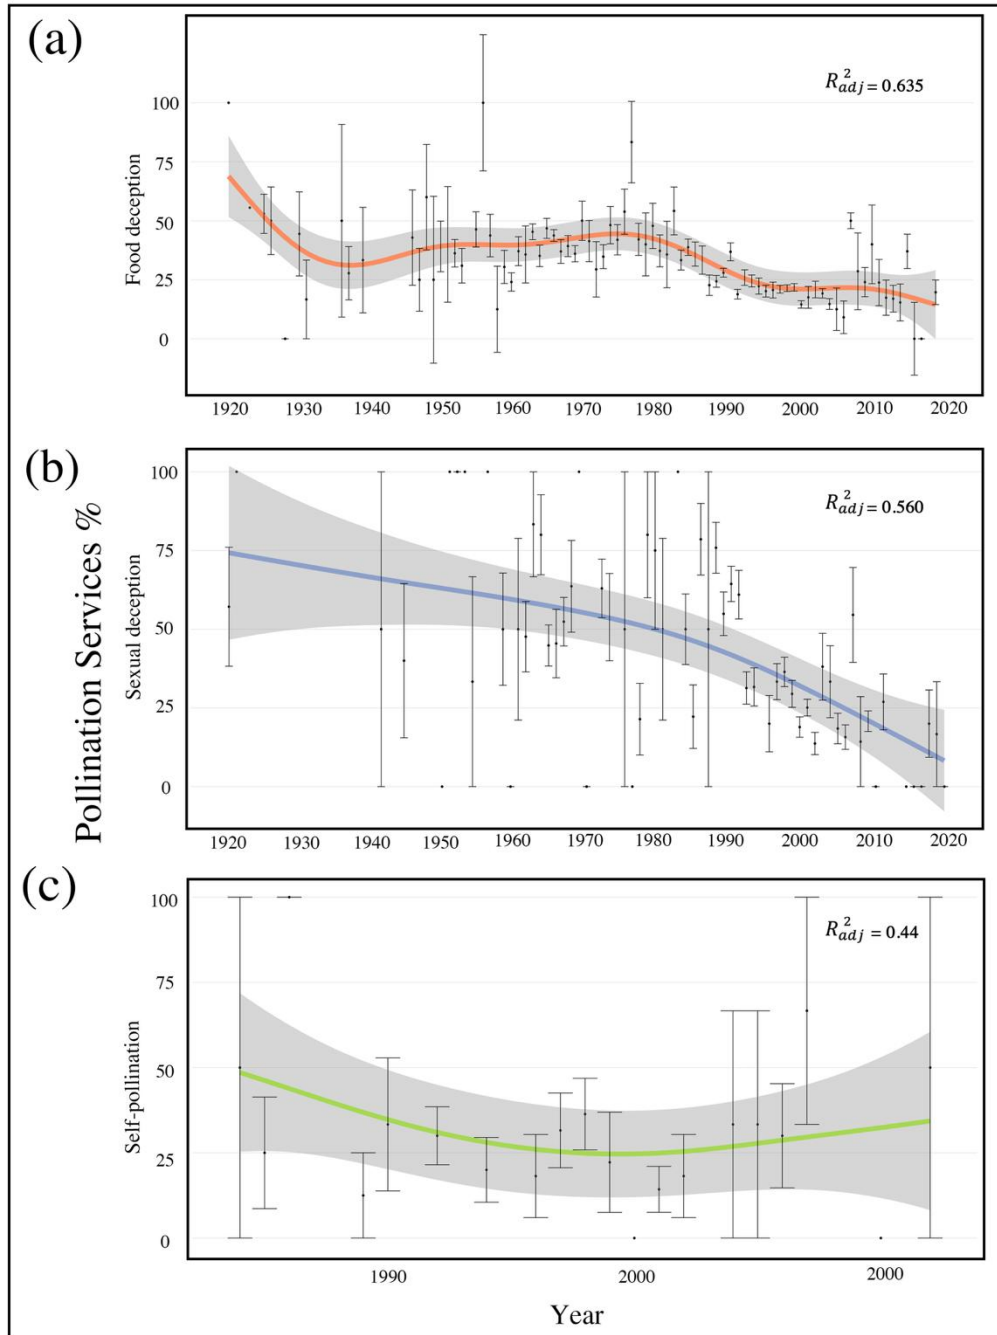 (a)
R²adj = 0.635
Food deception
100
75
50
25
0
1920 1930 1940 1950 1960 1970 1980 1990 2000 2010 2020
(b)
R²adj = 0.560
Pollination Services %
Sexual deception
100
75
50
25
0
1920 1930 1940 1950 1960 1970 1980 1990 2000 2010 2020
(c)
R²adj = 0.44
Self-pollination
100
75
50
25
0
1990 2000 2000
Year